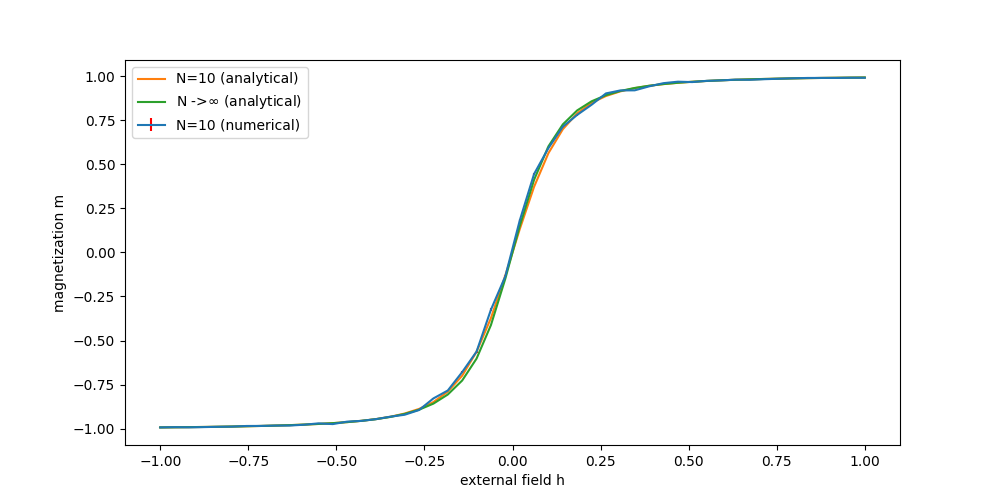 N=10 (analytical)
N ->∞ (analytical)
N=10 (numerical)
1.00
0.75
0.50
0.25
0.00
−0.25
−0.50
−0.75
−1.00
magnetization m
−1.00 −0.75 −0.50 −0.25 0.00 0.25 0.50 0.75 1.00
external field h